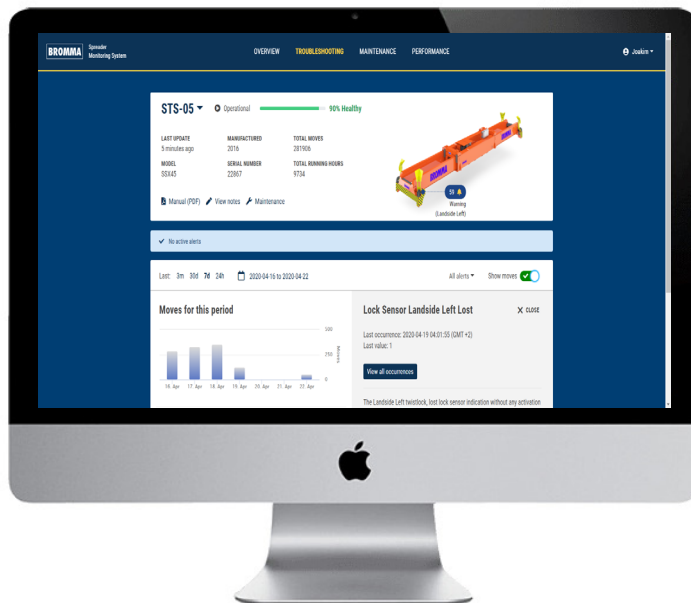 BROMMA
Spreader
Monitoring System
OVERVIEW TROUBLESHOOTING MAINTENANCE PERFORMANCE
Joakim
STS-05 Operational 90% Healthy
LAST UPDATE MANUFACTURED TOTAL MOVES
5 minutes ago 2016 281906
MODEL SERIAL NUMBER TOTAL RUNNING HOURS
SSX45 22867 9734
BROMMA
59
Warning
(Landside Left)
Manual (PDF) View notes Maintenance
No active alerts
Last: 3m 30d 7d 24h 2020-04-16 to 2020-04-22 All alerts Show moves
Moves for this period
500
250
0
Moves
16. Apr 17. Apr 18. Apr 19. Apr 20. Apr 21. Apr 22. Apr
Lock Sensor Landside Left Lost X CLOSE
Last occurrence: 2020-04-19 04:01:55 (GMT +2)
Last value: 1
View all occurrences
The Landside Left twistlock, lost lock sensor indication without any activation